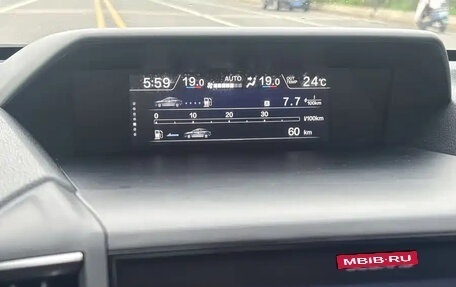 5:59 19.0 AUTO 19.0 OUT TEMP 24°C
A 7.7 l/100km
0 10 20 30 l/100km
60 km
MBIB-RU